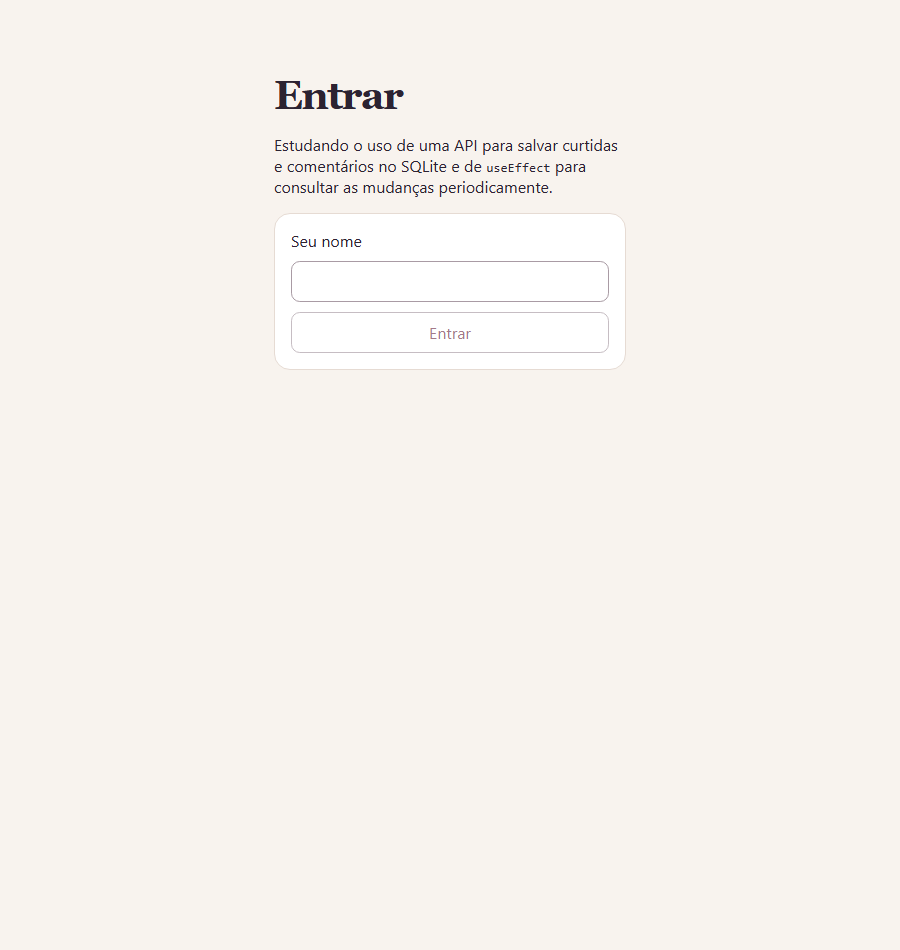 Entrar
Estudando o uso de uma API para salvar curtidas
e comentários no SQLite e de useEffect para
consultar as mudanças periodicamente.
Seu nome
Entrar